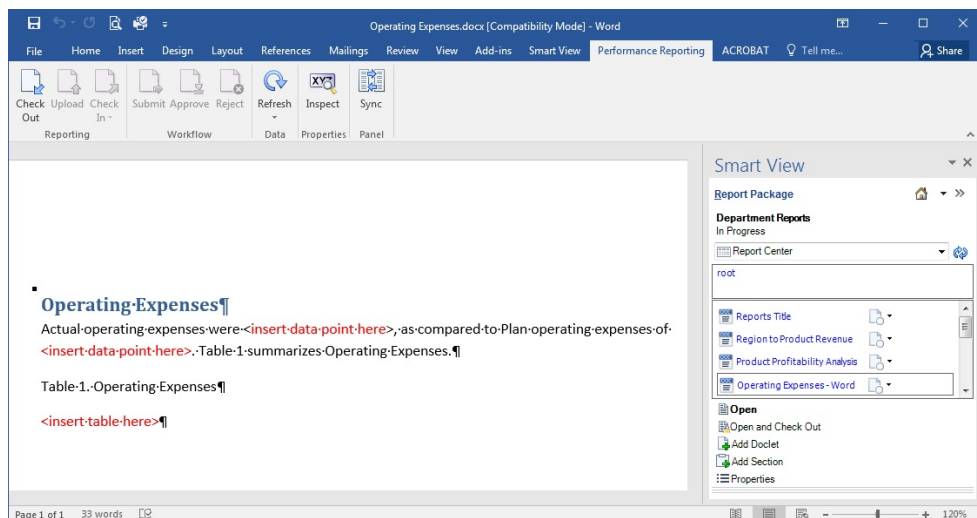 Operating Expenses.docx [Compatibility Mode] - Word
File Home Insert Design Layout References Mailings Review View Add-ins Smart View Performance Reporting ACROBAT Tell me... Share
Check Out Upload Check In Submit Approve Reject Refresh Inspect Sync
Reporting Workflow Data Properties Panel
Operating·Expenses¶
Actual·operating·expenses·were·<insert·data·point·here>,·as·compared·to·Plan·operating·expenses·of·
<insert·data·point·here>.·Table·1·summarizes·Operating·Expenses.¶
Table·1.·Operating·Expenses¶
<insert·table·here>¶
Smart View
Report Package
Department Reports
In Progress
Report Center
root
Reports Title
Region to Product Revenue
Product Profitability Analysis
Operating Expenses - Word
Open
Open and Check Out
Add Doclet
Add Section
Properties
Page 1 of 1 33 words 120%